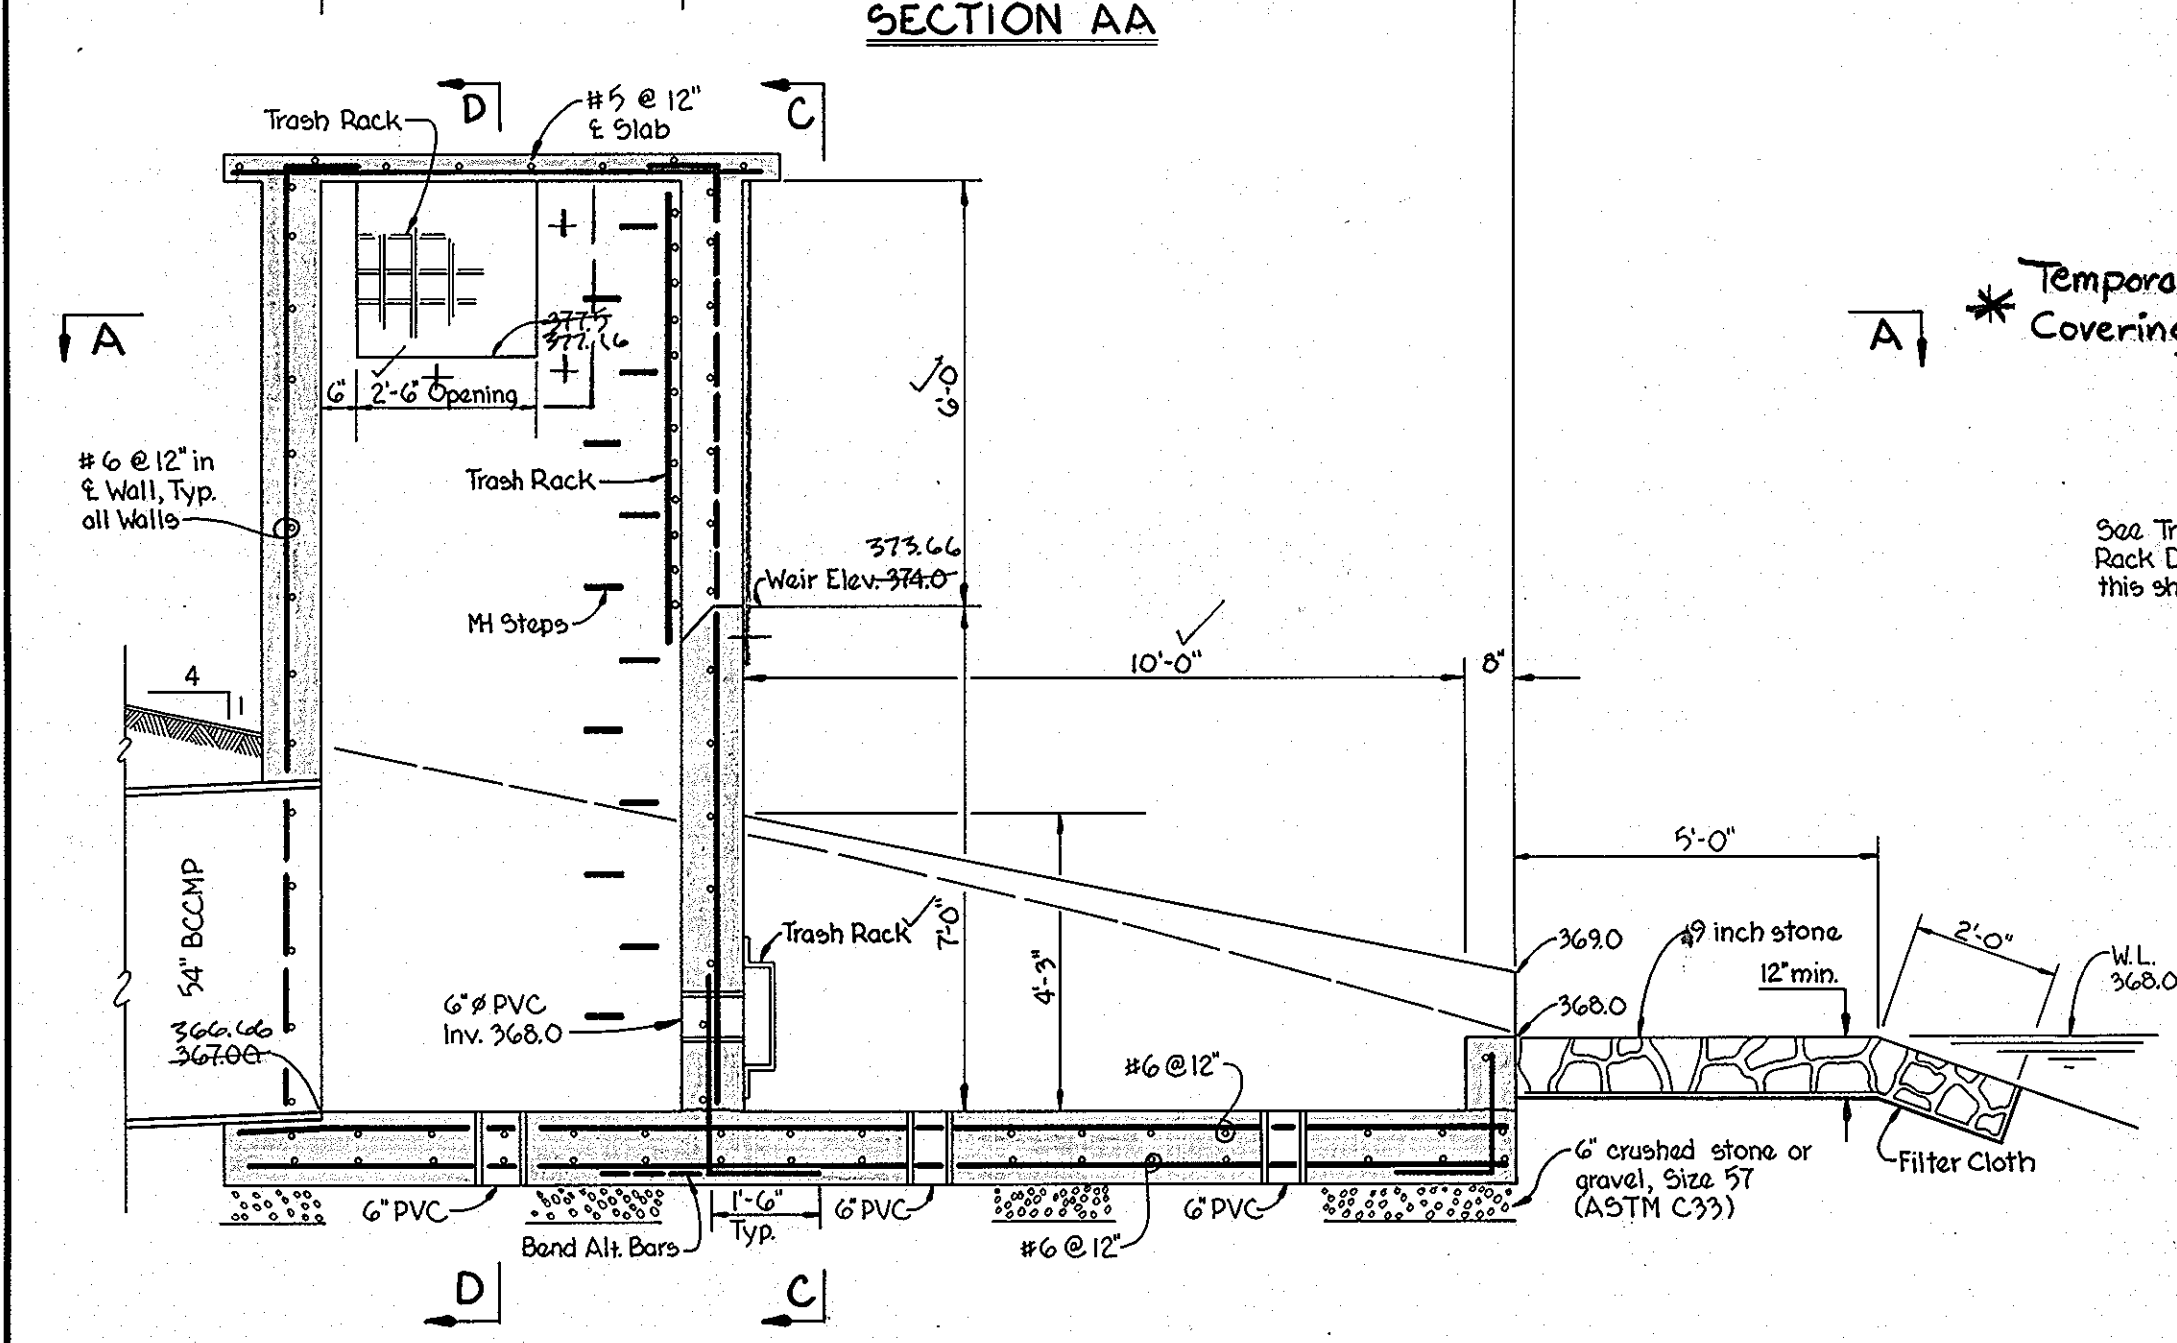 SECTION AA
D
C
Trash Rack
#5 @ 12"
℄ Slab
A
A
* Tempora
Covering
377.5
377.16
6"
2'-6" Opening
5'-9"
#6 @ 12" in
℄ Wall, Typ.
all Walls
Trash Rack
See Tr
Rack D
this sh
373.66
Weir Elev. 374.0
MH Steps
10'-0"
8"
4
1
5'-0"
54" BCCMP
Trash Rack
7'-0"
4'-3"
369.0
9 inch stone
2'-0"
12" min.
W.L.
368.0
6" Ø PVC
Inv. 368.0
368.0
366.66
367.00
#6 @ 12"
6" crushed stone or
gravel, Size 57
(ASTM C33)
Filter Cloth
6" PVC
1'-6"
Typ.
6" PVC
6" PVC
Bend Alt. Bars
#6 @ 12"
D
C